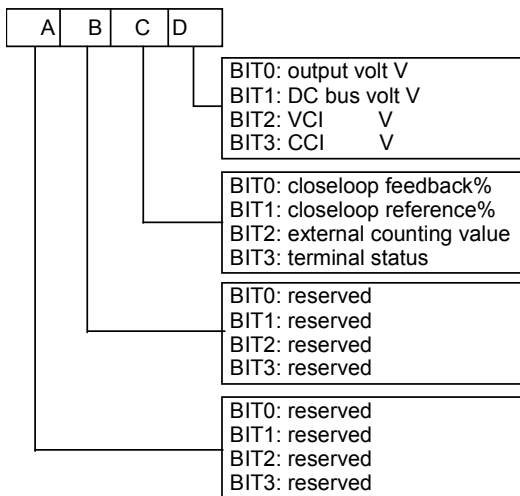 A B C D
BIT0: output volt V
BIT1: DC bus volt V
BIT2: VCI V
BIT3: CCI V
BIT0: closeloop feedback%
BIT1: closeloop reference%
BIT2: external counting value
BIT3: terminal status
BIT0: reserved
BIT1: reserved
BIT2: reserved
BIT3: reserved
BIT0: reserved
BIT1: reserved
BIT2: reserved
BIT3: reserved